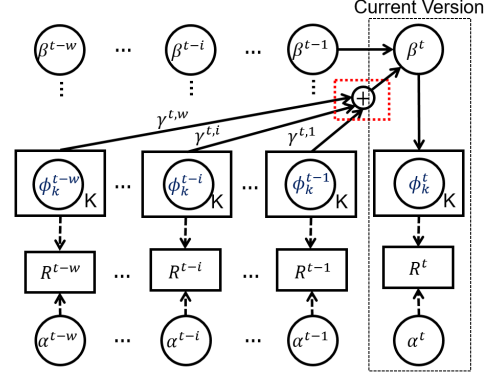 Current Version
β^{t-w} ... β^{t-i} ... β^{t-1} β^t
⋮ ⋮ ⋮ +
γ^{t,w} γ^{t,i} γ^{t,1}
ϕ_k^{t-w} K ... ϕ_k^{t-i} K ... ϕ_k^{t-1} K ϕ_k^t K
R^{t-w} ... R^{t-i} ... R^{t-1} R^t
α^{t-w} ... α^{t-i} ... α^{t-1} α^t